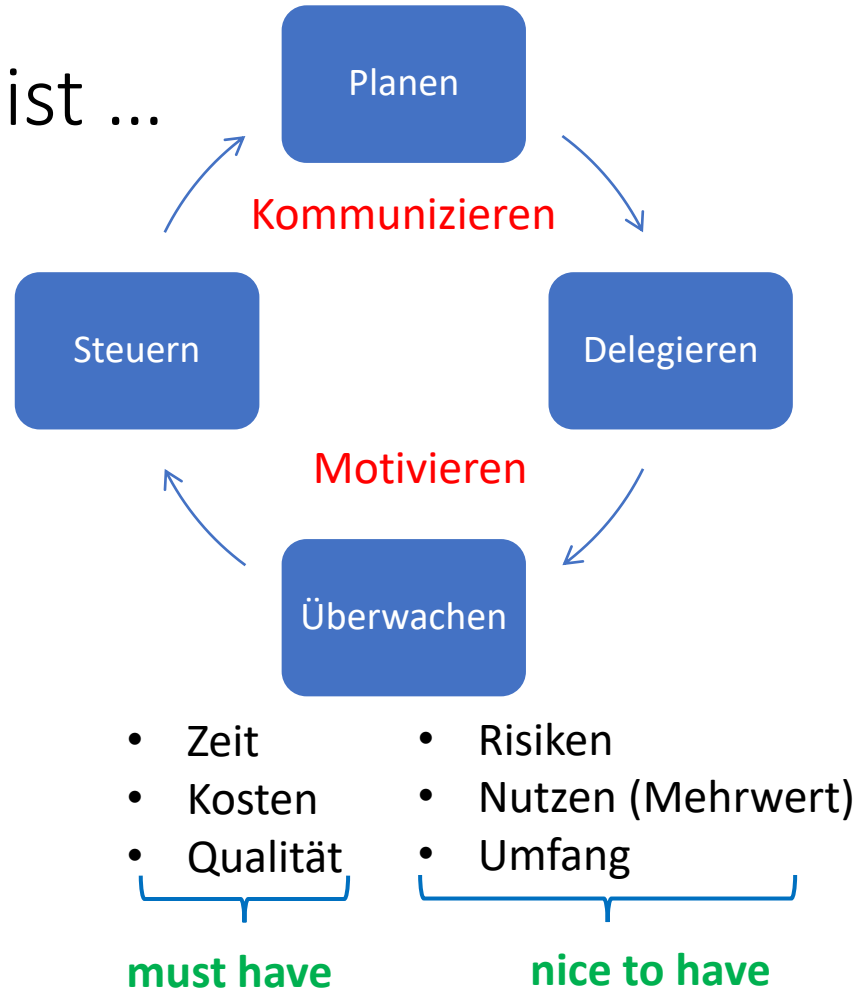 ist ...
Planen
Kommunizieren
Steuern
Delegieren
Motivieren
Überwachen
• Zeit
• Kosten
• Qualität
• Risiken
• Nutzen (Mehrwert)
• Umfang
must have
nice to have